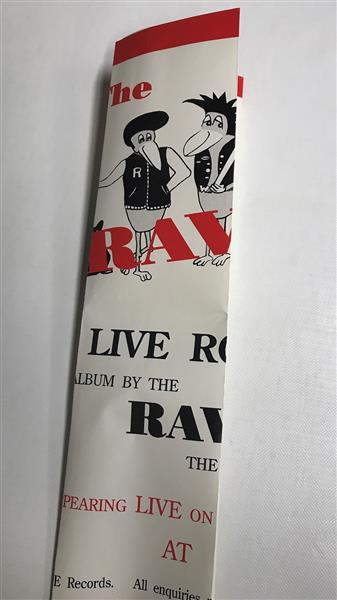 The
R
RAV
LIVE RO
ALBUM BY THE
RAV
THE
PEARING LIVE ON
AT
E Records. All enquiries